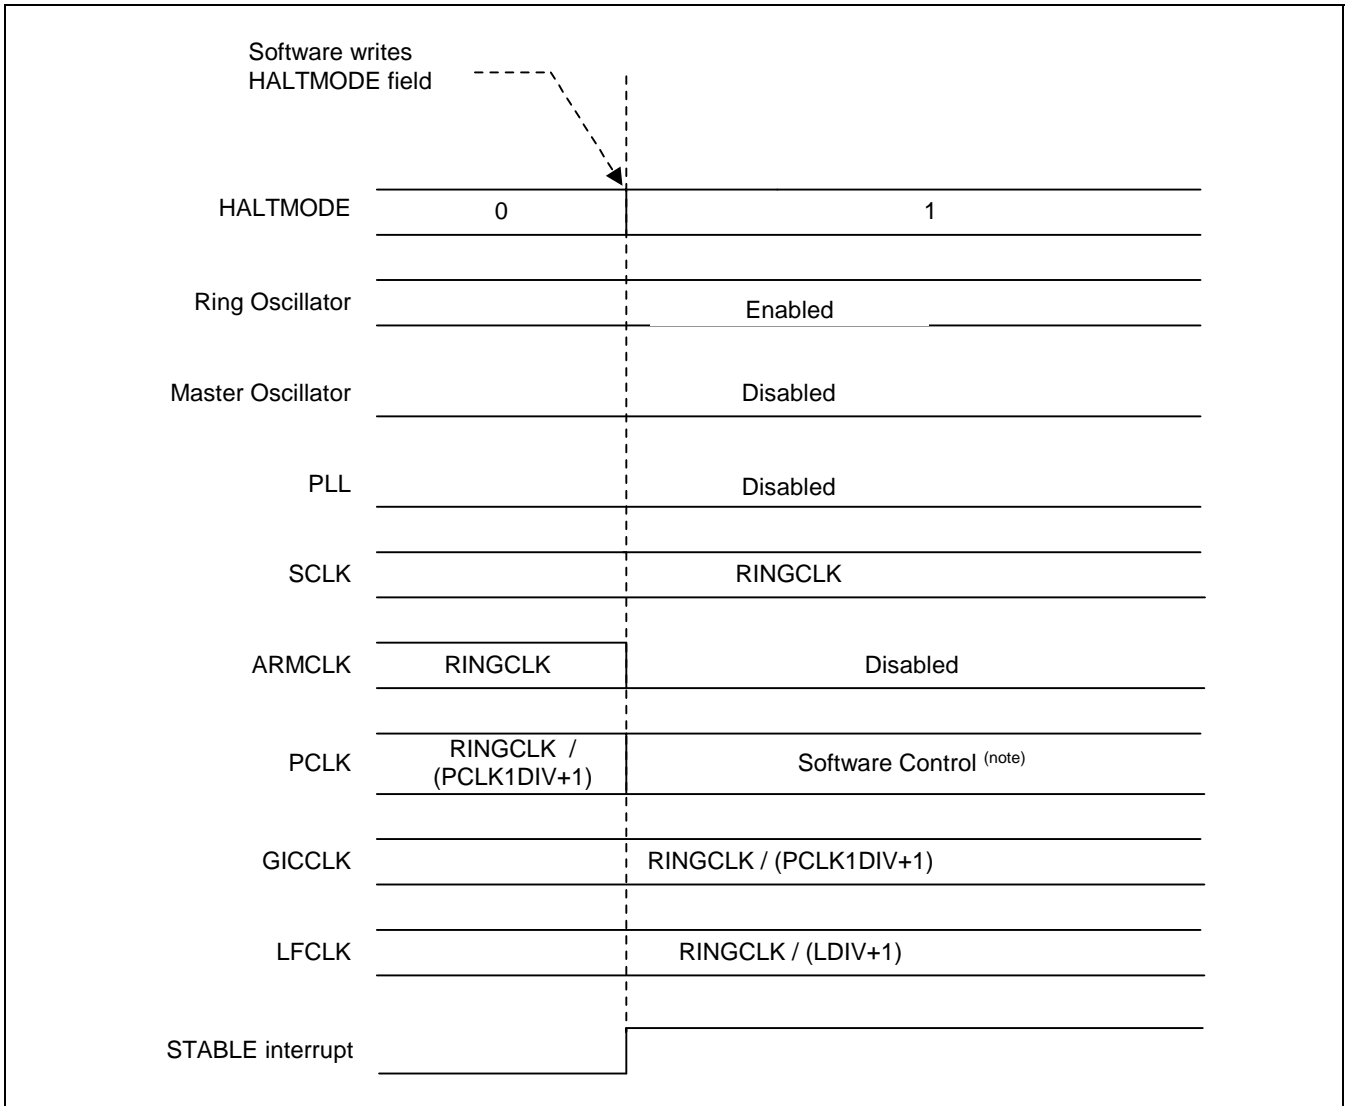 Software writes
HALTMODE field
HALTMODE
0
1
Ring Oscillator
Enabled
Master Oscillator
Disabled
PLL
Disabled
SCLK
RINGCLK
ARMCLK
RINGCLK
Disabled
PCLK
RINGCLK /
(PCLK1DIV+1)
Software Control (note)
GICCLK
RINGCLK / (PCLK1DIV+1)
LFCLK
RINGCLK / (LDIV+1)
STABLE interrupt